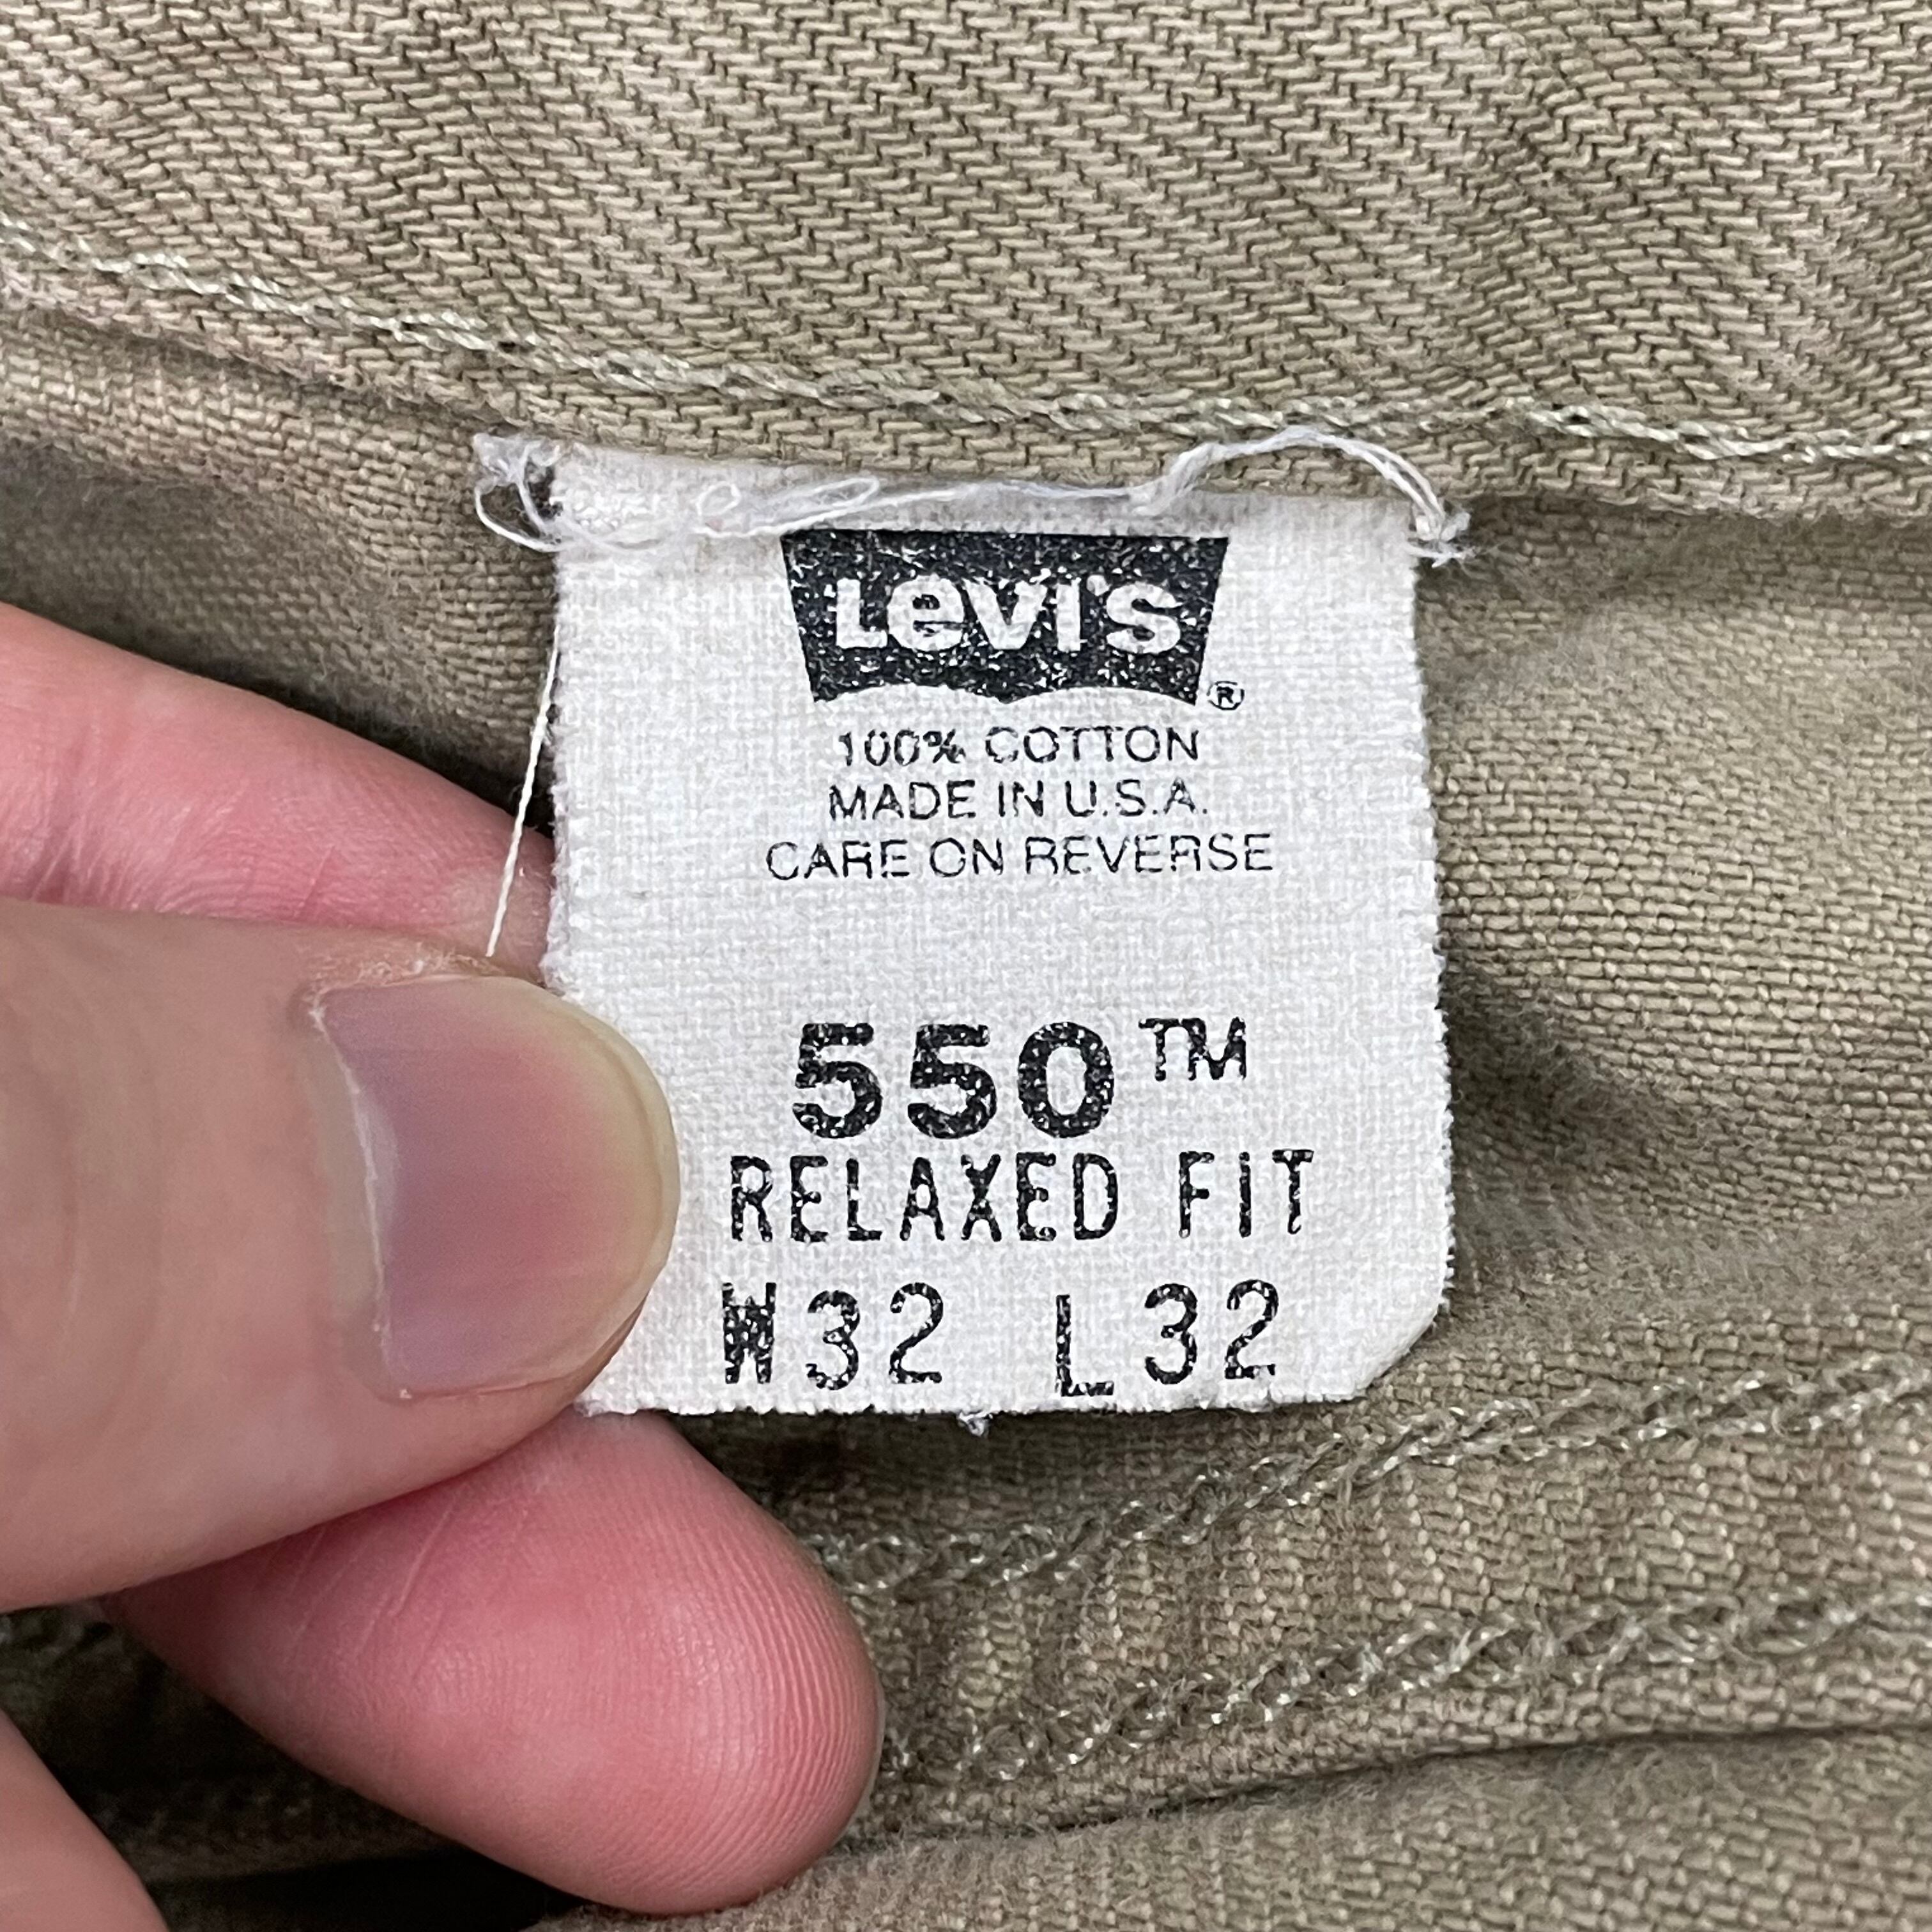 Levi's ®
100% COTTON
MADE IN U.S.A.
CARE ON REVERSE
550™
RELAXED FIT
W32 L32